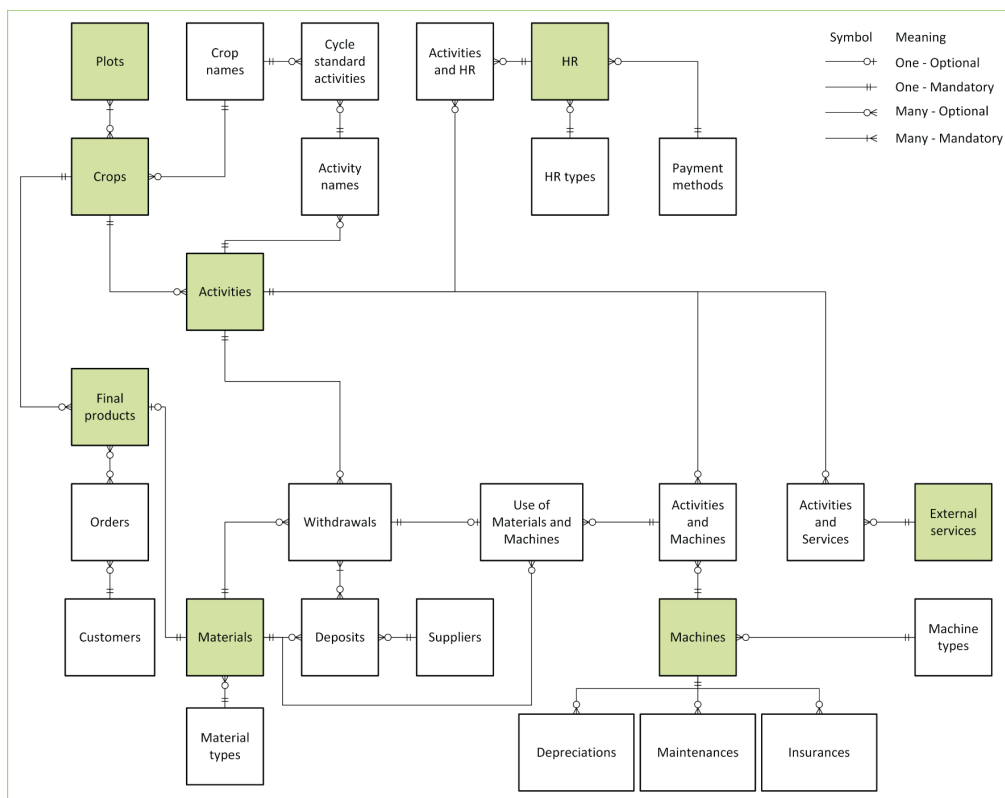 Plots
Crop
names
Cycle
standard
activities
Activities
and HR
HR
Symbol
Meaning
One - Optional
One - Mandatory
Many - Optional
Many - Mandatory
Crops
Activity
names
HR types
Payment
methods
Activities
Final
products
Orders
Withdrawals
Use of
Materials and
Machines
Activities
and
Machines
Activities
and
Services
External
services
Customers
Materials
Deposits
Suppliers
Machines
Machine
types
Material
types
Depreciations
Maintenances
Insurances